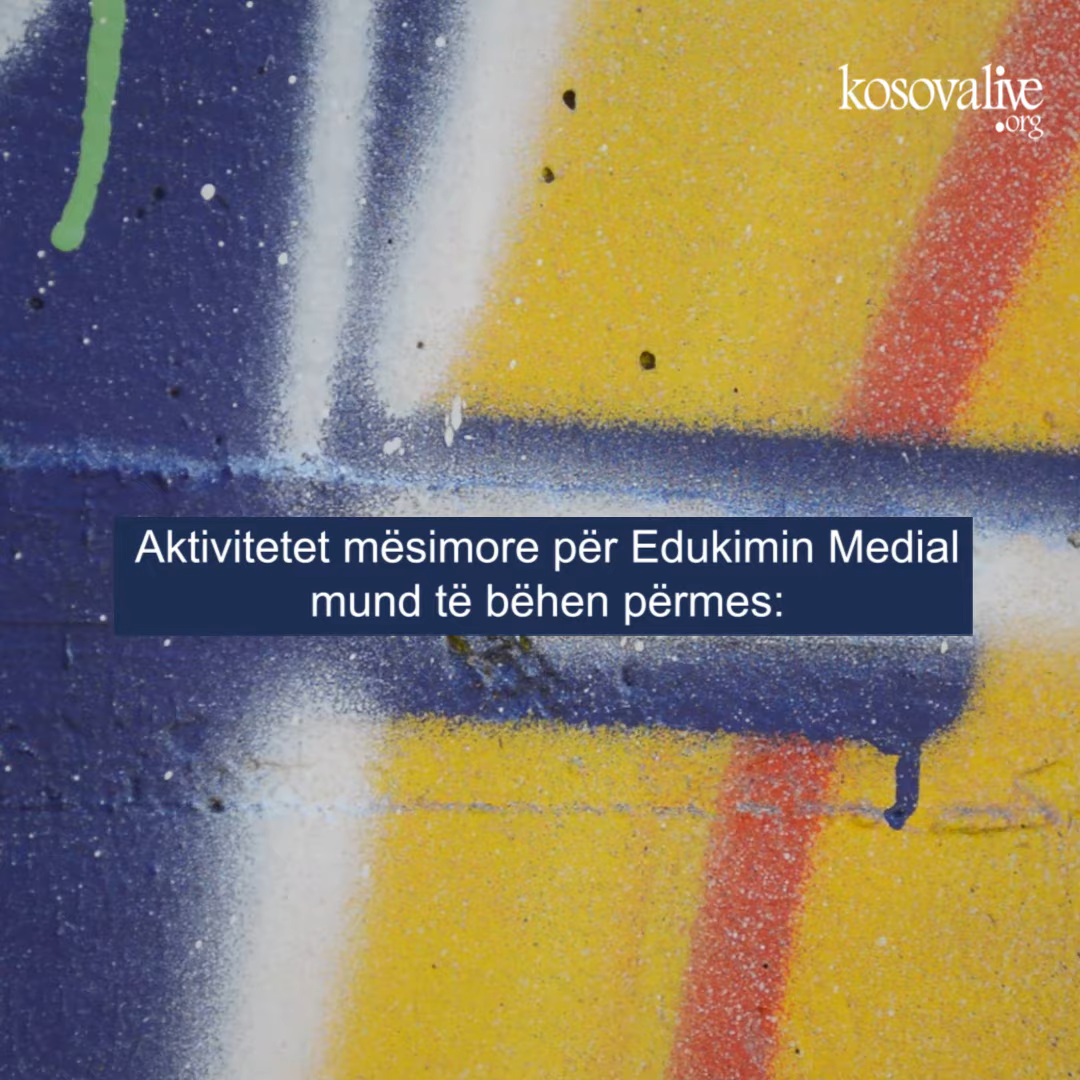 kosovalive
.org
Aktivitetet mësimore për Edukimin Medial
mund të bëhen përmes: